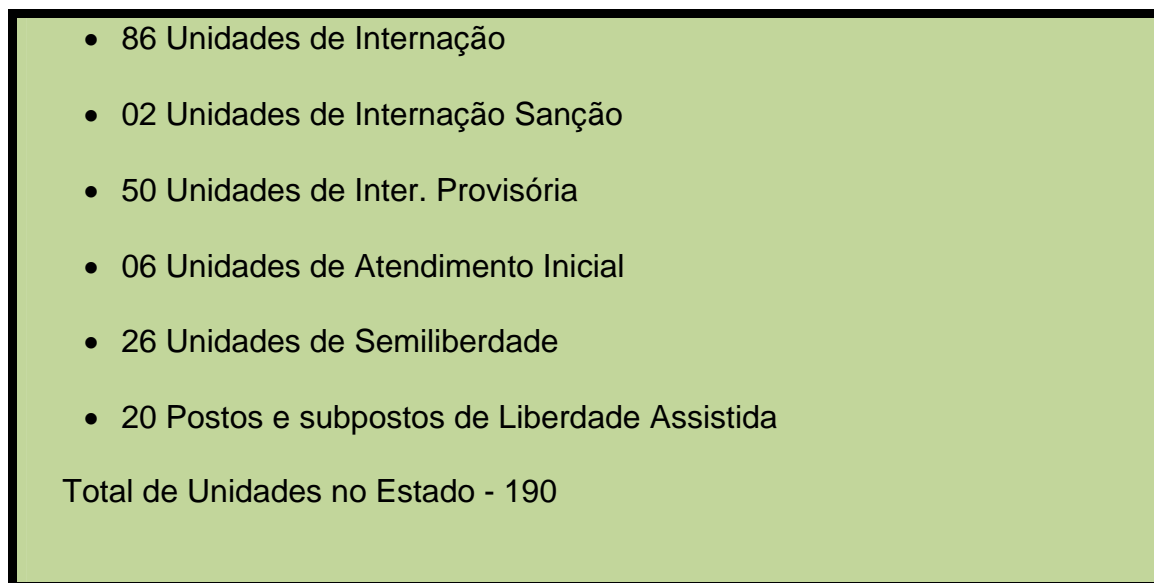 • 86 Unidades de Internação
• 02 Unidades de Internação Sanção
• 50 Unidades de Inter. Provisória
• 06 Unidades de Atendimento Inicial
• 26 Unidades de Semiliberdade
• 20 Postos e subpostos de Liberdade Assistida
Total de Unidades no Estado - 190